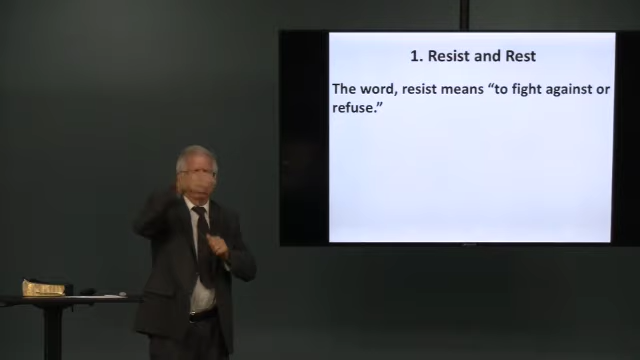 1. Resist and Rest
The word, resist means “to fight against or
refuse.”